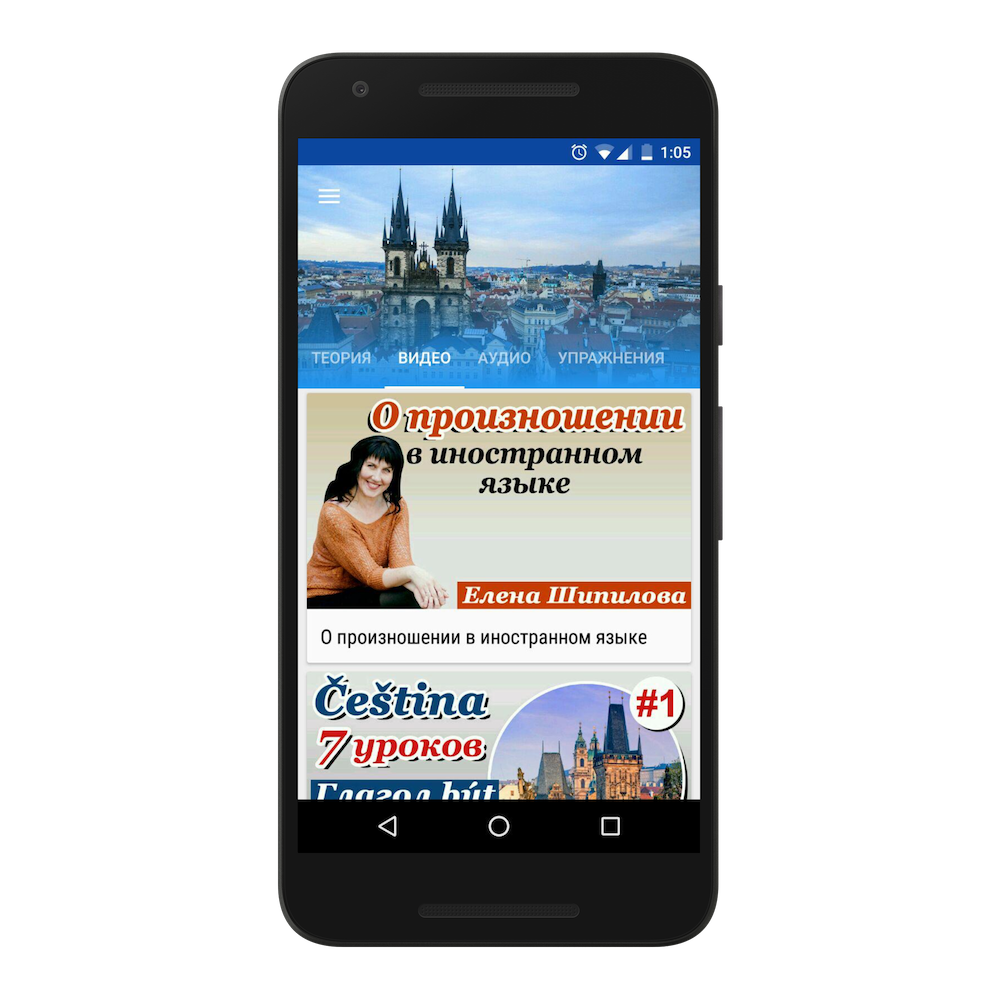 1:05
ТЕОРИЯ ВИДЕО АУДИО УПРАЖНЕНИЯ
О произношении
в иностранном
языке
Елена Шипилова
О произношении в иностранном языке
Čeština #1
7 уроков
Глагол být